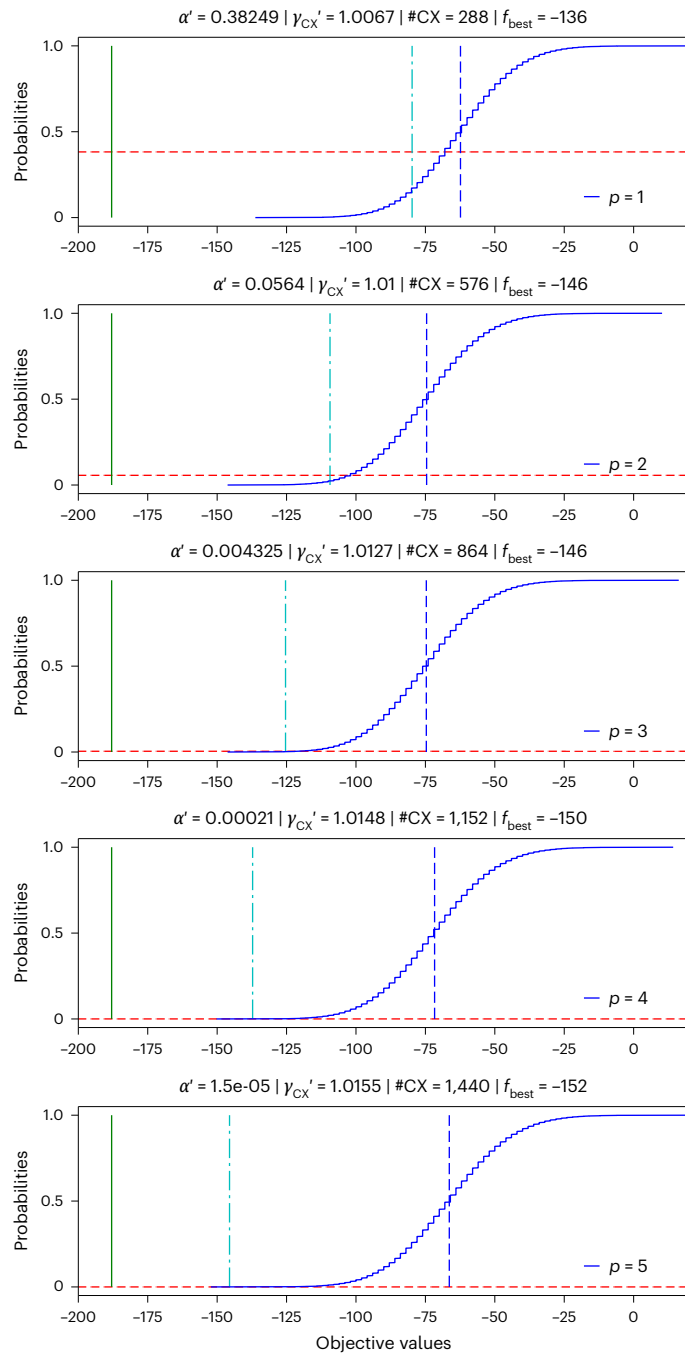 α' = 0.38249 | γCX' = 1.0067 | #CX = 288 | fbest = –136
Probabilities
1.0
0.5
0
p = 1
–200 –175 –150 –125 –100 –75 –50 –25 0
α' = 0.0564 | γCX' = 1.01 | #CX = 576 | fbest = –146
Probabilities
1.0
0.5
0
p = 2
–200 –175 –150 –125 –100 –75 –50 –25 0
α' = 0.004325 | γCX' = 1.0127 | #CX = 864 | fbest = –146
Probabilities
1.0
0.5
0
p = 3
–200 –175 –150 –125 –100 –75 –50 –25 0
α' = 0.00021 | γCX' = 1.0148 | #CX = 1,152 | fbest = –150
Probabilities
1.0
0.5
0
p = 4
–200 –175 –150 –125 –100 –75 –50 –25 0
α' = 1.5e-05 | γCX' = 1.0155 | #CX = 1,440 | fbest = –152
Probabilities
1.0
0.5
0
p = 5
–200 –175 –150 –125 –100 –75 –50 –25 0
Objective values